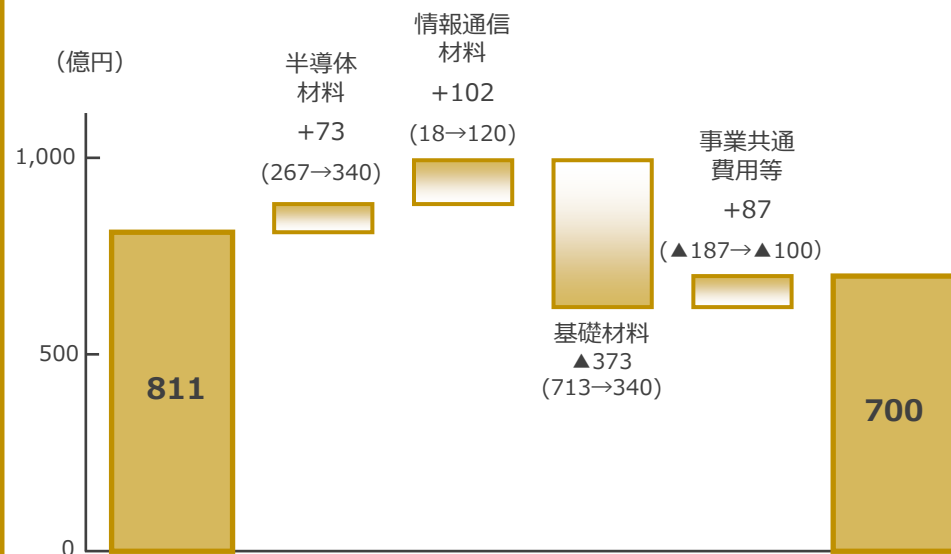 (億円)
1,000
500
0
811
半導体
材料
+73
(267→340)
情報通信
材料
+102
(18→120)
基礎材料
▲373
(713→340)
事業共通
費用等
+87
(▲187→▲100)
700